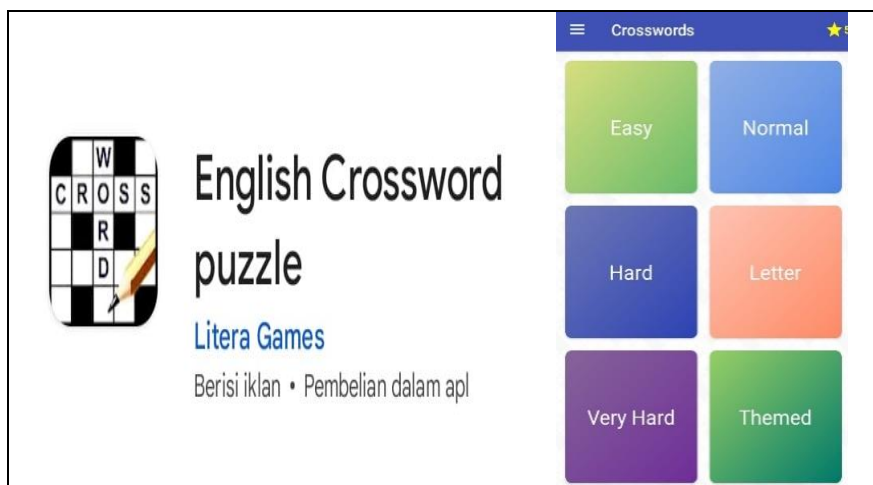 W
CROSS
R
D
English Crossword
puzzle
Litera Games
Berisi iklan • Pembelian dalam apl
Crosswords
5
Easy
Normal
Hard
Letter
Very Hard
Themed